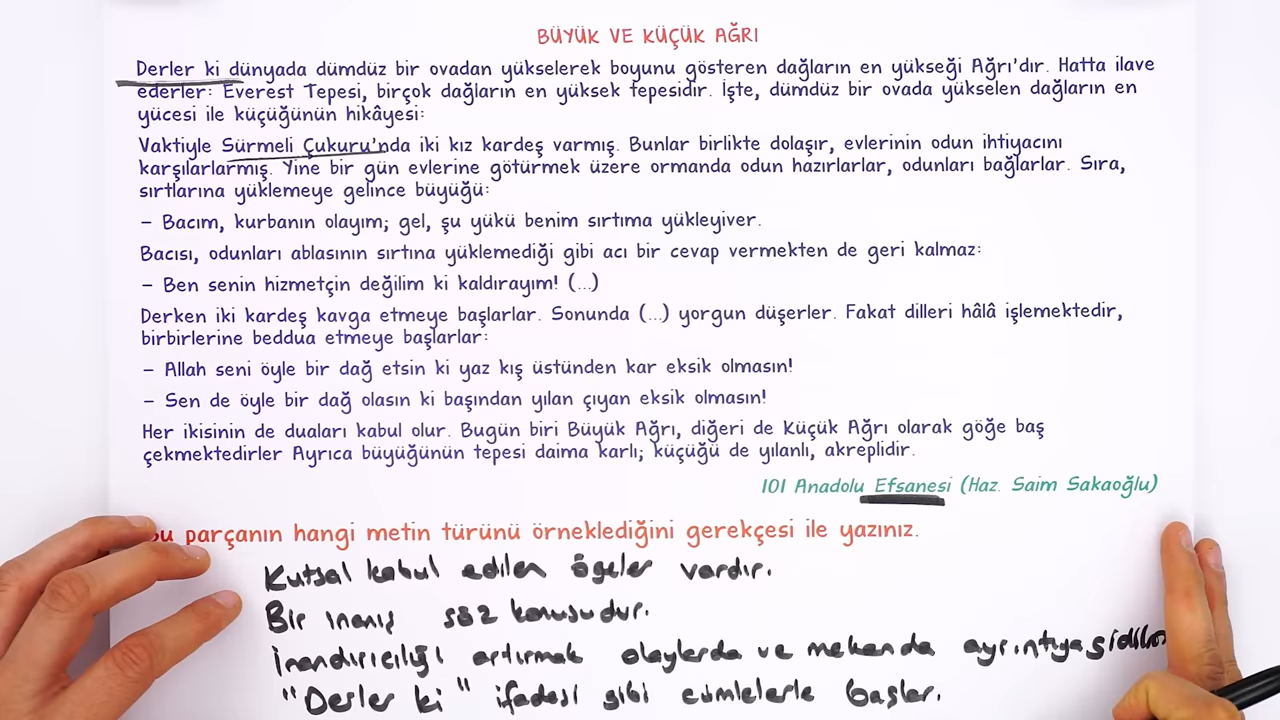 BÜYÜK VE KÜÇÜK AĞRI
Derler ki dünyada dümdüz bir ovadan yükselerek boyunu gösteren dağların en yükseği Ağrı'dır. Hatta ilave
ederler: Everest Tepesi, birçok dağların en yüksek tepesidir. İşte, dümdüz bir ovada yükselen dağların en
yücesi ile küçüğünün hikâyesi:
Vaktiyle Sürmeli Çukuru'nda iki kız kardeş varmış. Bunlar birlikte dolaşır, evlerinin odun ihtiyacını
karşılarlarmış. Yine bir gün evlerine götürmek üzere ormanda odun hazırlarlar, odunları bağlarlar. Sıra,
sırtlarına yüklemeye gelince büyüğü:
– Bacım, kurbanın olayım; gel, şu yükü benim sırtıma yükleyiver.
Bacısı, odunları ablasının sırtına yüklemediği gibi acı bir cevap vermekten de geri kalmaz:
– Ben senin hizmetçin değilim ki kaldırayım! (...)
Derken iki kardeş kavga etmeye başlarlar. Sonunda (...) yorgun düşerler. Fakat dilleri hâlâ işlemektedir,
birbirlerine beddua etmeye başlarlar:
– Allah seni öyle bir dağ etsin ki yaz kış üstünden kar eksik olmasın!
– Sen de öyle bir dağ olasın ki başından yılan çıyan eksik olmasın!
Her ikisinin de duaları kabul olur. Bugün biri Büyük Ağrı, diğeri de Küçük Ağrı olarak göğe baş
çekmektedirler Ayrıca büyüğünün tepesi daima karlı; küçüğü de yılanlı, akreplidir.
101 Anadolu Efsanesi (Haz. Saim Sakaoğlu)
Bu parçanın hangi metin türünü örneklediğini gerekçesi ile yazınız.
Kutsal kabul edilen ögeler vardır.
Bir inanış söz konusudur.
İnandırıcılığı artırmak olaylarda ve mekanda ayrıntıya
"Derler ki" ifadesi gibi cümlelerle başlar.